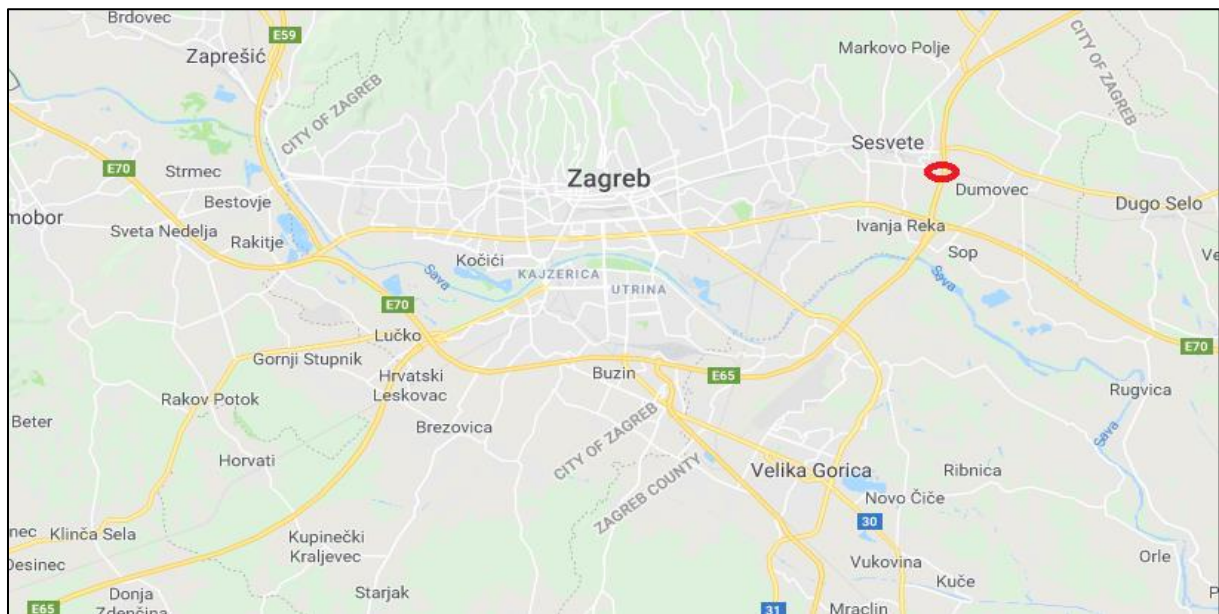 Brdovec
E59
Zaprešić
Markovo Polje
CITY OF ZAGREB
CITY OF ZAGREB
Sesvete
E70
Strmec
Zagreb
Dumovec
Bestovje
Dugo Selo
mobor
Sveta Nedelja
Rakitje
Ivanja Reka
Kočići
Sop
Ve
Sava
KAJZERICA
UTRINA
Sava
E70
Lučko
E70
Gornji Stupnik
Buzin
E65
Hrvatski
Leskovac
Rugvica
Rakov Potok
Beter
Brezovica
CITY OF ZAGREB
Sava
Horvati
ZAGREB COUNTY
Velika Gorica
Ribnica
Novo Čiče
30
nec
Klinča Sela
Kupinečki
Kraljevec
Orle
Desinec
Vukovina
Kuče
Donja
Zdenčina
Starjak
E65
31
Mraclin
P